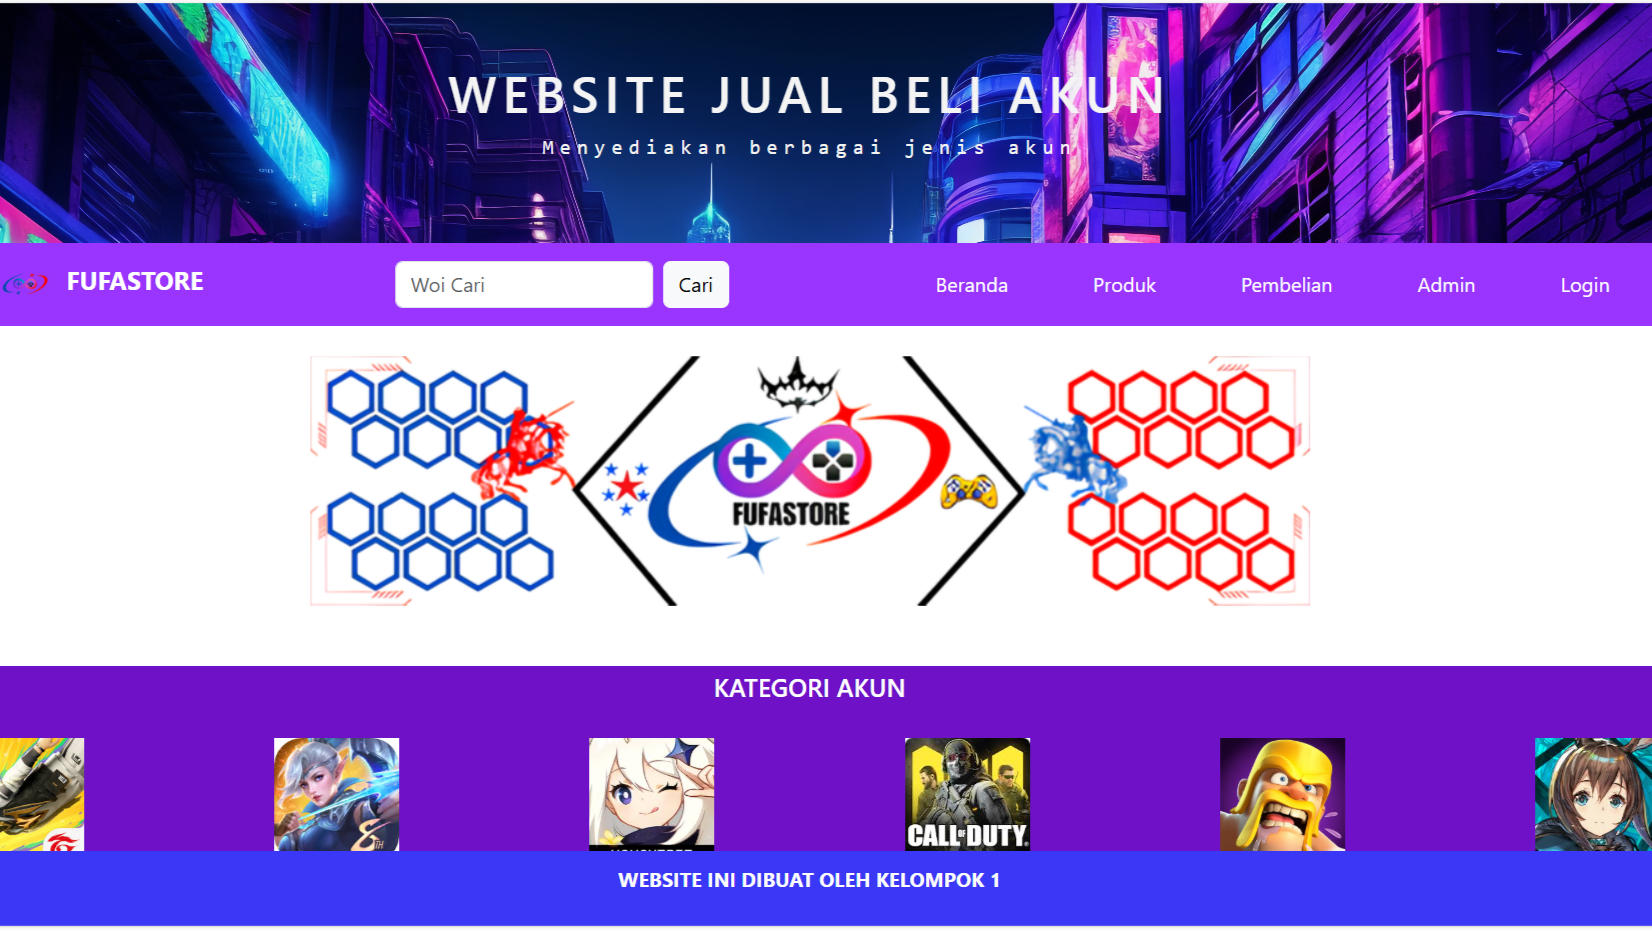 WEBSITE JUAL BELI AKUN
Menyediakan berbagai jenis akun
FUFASTORE
Woi Cari
Cari
Beranda
Produk
Pembelian
Admin
Login
FUFASTORE
KATEGORI AKUN
8TH
CALL OF DUTY
WEBSITE INI DIBUAT OLEH KELOMPOK 1